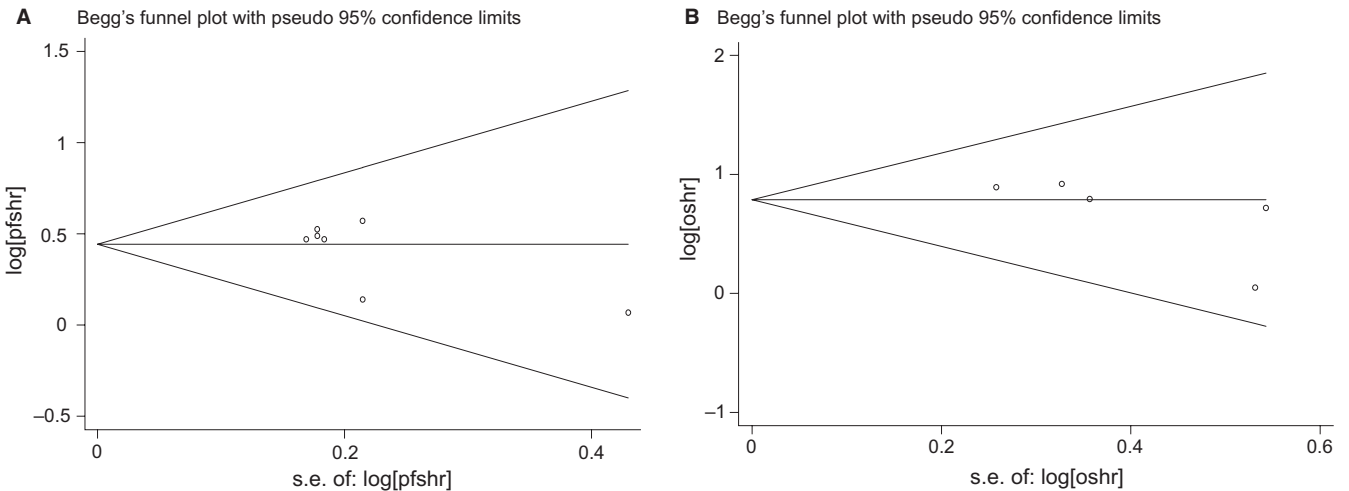 A Begg's funnel plot with pseudo 95% confidence limits
1.5
1
0.5
0
–0.5
log[pfshr]
0 0.2 0.4
s.e. of: log[pfshr]
B Begg's funnel plot with pseudo 95% confidence limits
2
1
0
–1
log[oshr]
0 0.2 0.4 0.6
s.e. of: log[oshr]